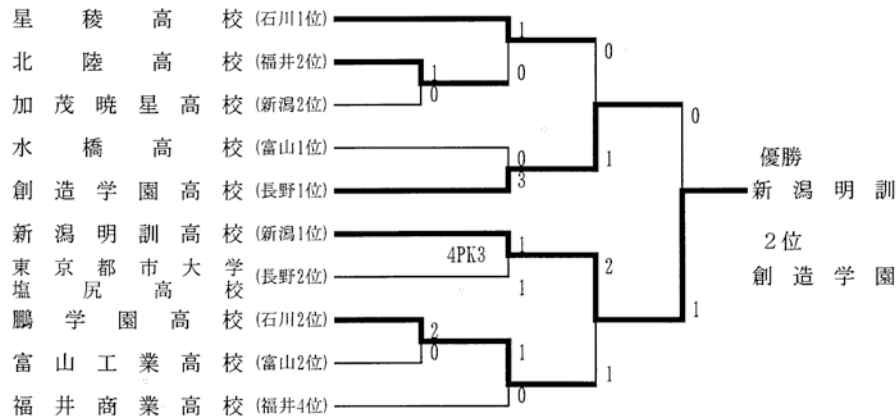 星稜高校 (石川1位)
1
0
北陸高校 (福井2位)
1
0
0
加茂暁星高校 (新潟2位)
0
水橋高校 (富山1位)
0
1
優勝
3
創造学園高校 (長野1位)
新潟明訓
新潟明訓高校 (新潟1位)
1
2位
4PK3
2
東京都市大学
塩尻高校 (長野2位)
1
創造学園
鵬学園高校 (石川2位)
1
2
0
1
富山工業高校 (富山2位)
1
0
福井商業高校 (福井4位)